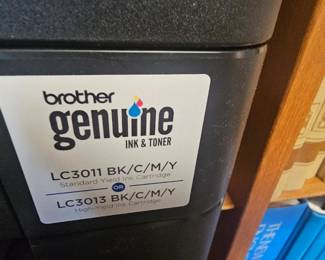 brother
genuine
INK & TONER
LC3011 BK/C/M/Y
Standard Yield Ink Cartridge
OR
LC3013 BK/C/M/Y
High-Yield Ink Cartridge